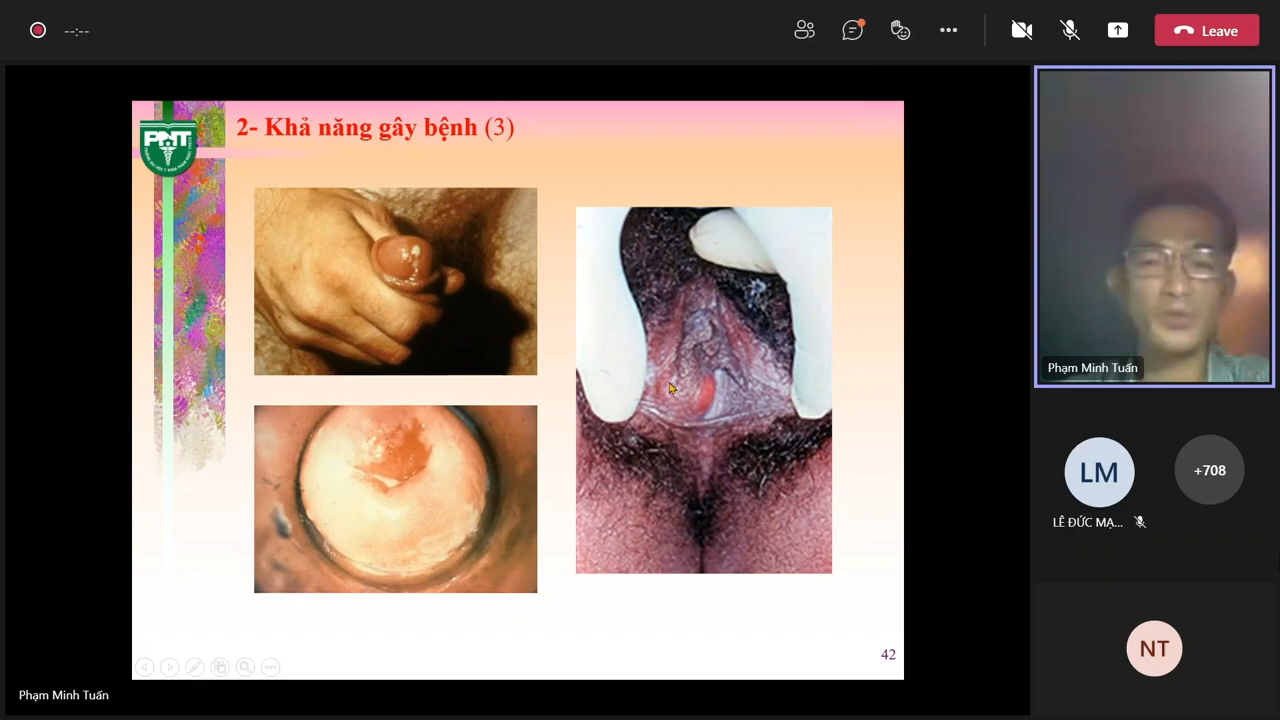 --:--
Leave
2- Khả năng gây bệnh (3)
PNT
Phạm Minh Tuấn
LM
+708
LÊ ĐỨC MẠ...
NT
42
Phạm Minh Tuấn